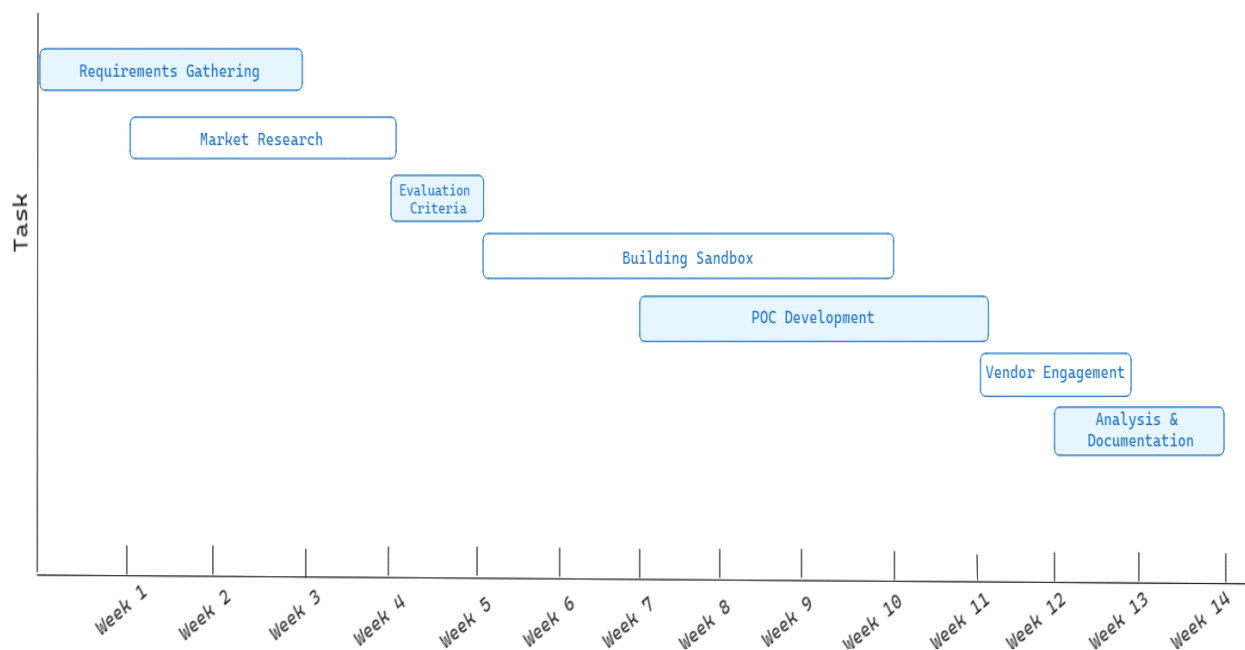 Requirements Gathering
Market Research
Evaluation
Criteria
Task
Building Sandbox
POC Development
Vendor Engagement
Analysis &
Documentation
Week 1
Week 2
Week 3
Week 4
Week 5
Week 6
Week 7
Week 8
Week 9
Week 10
Week 11
Week 12
Week 13
Week 14